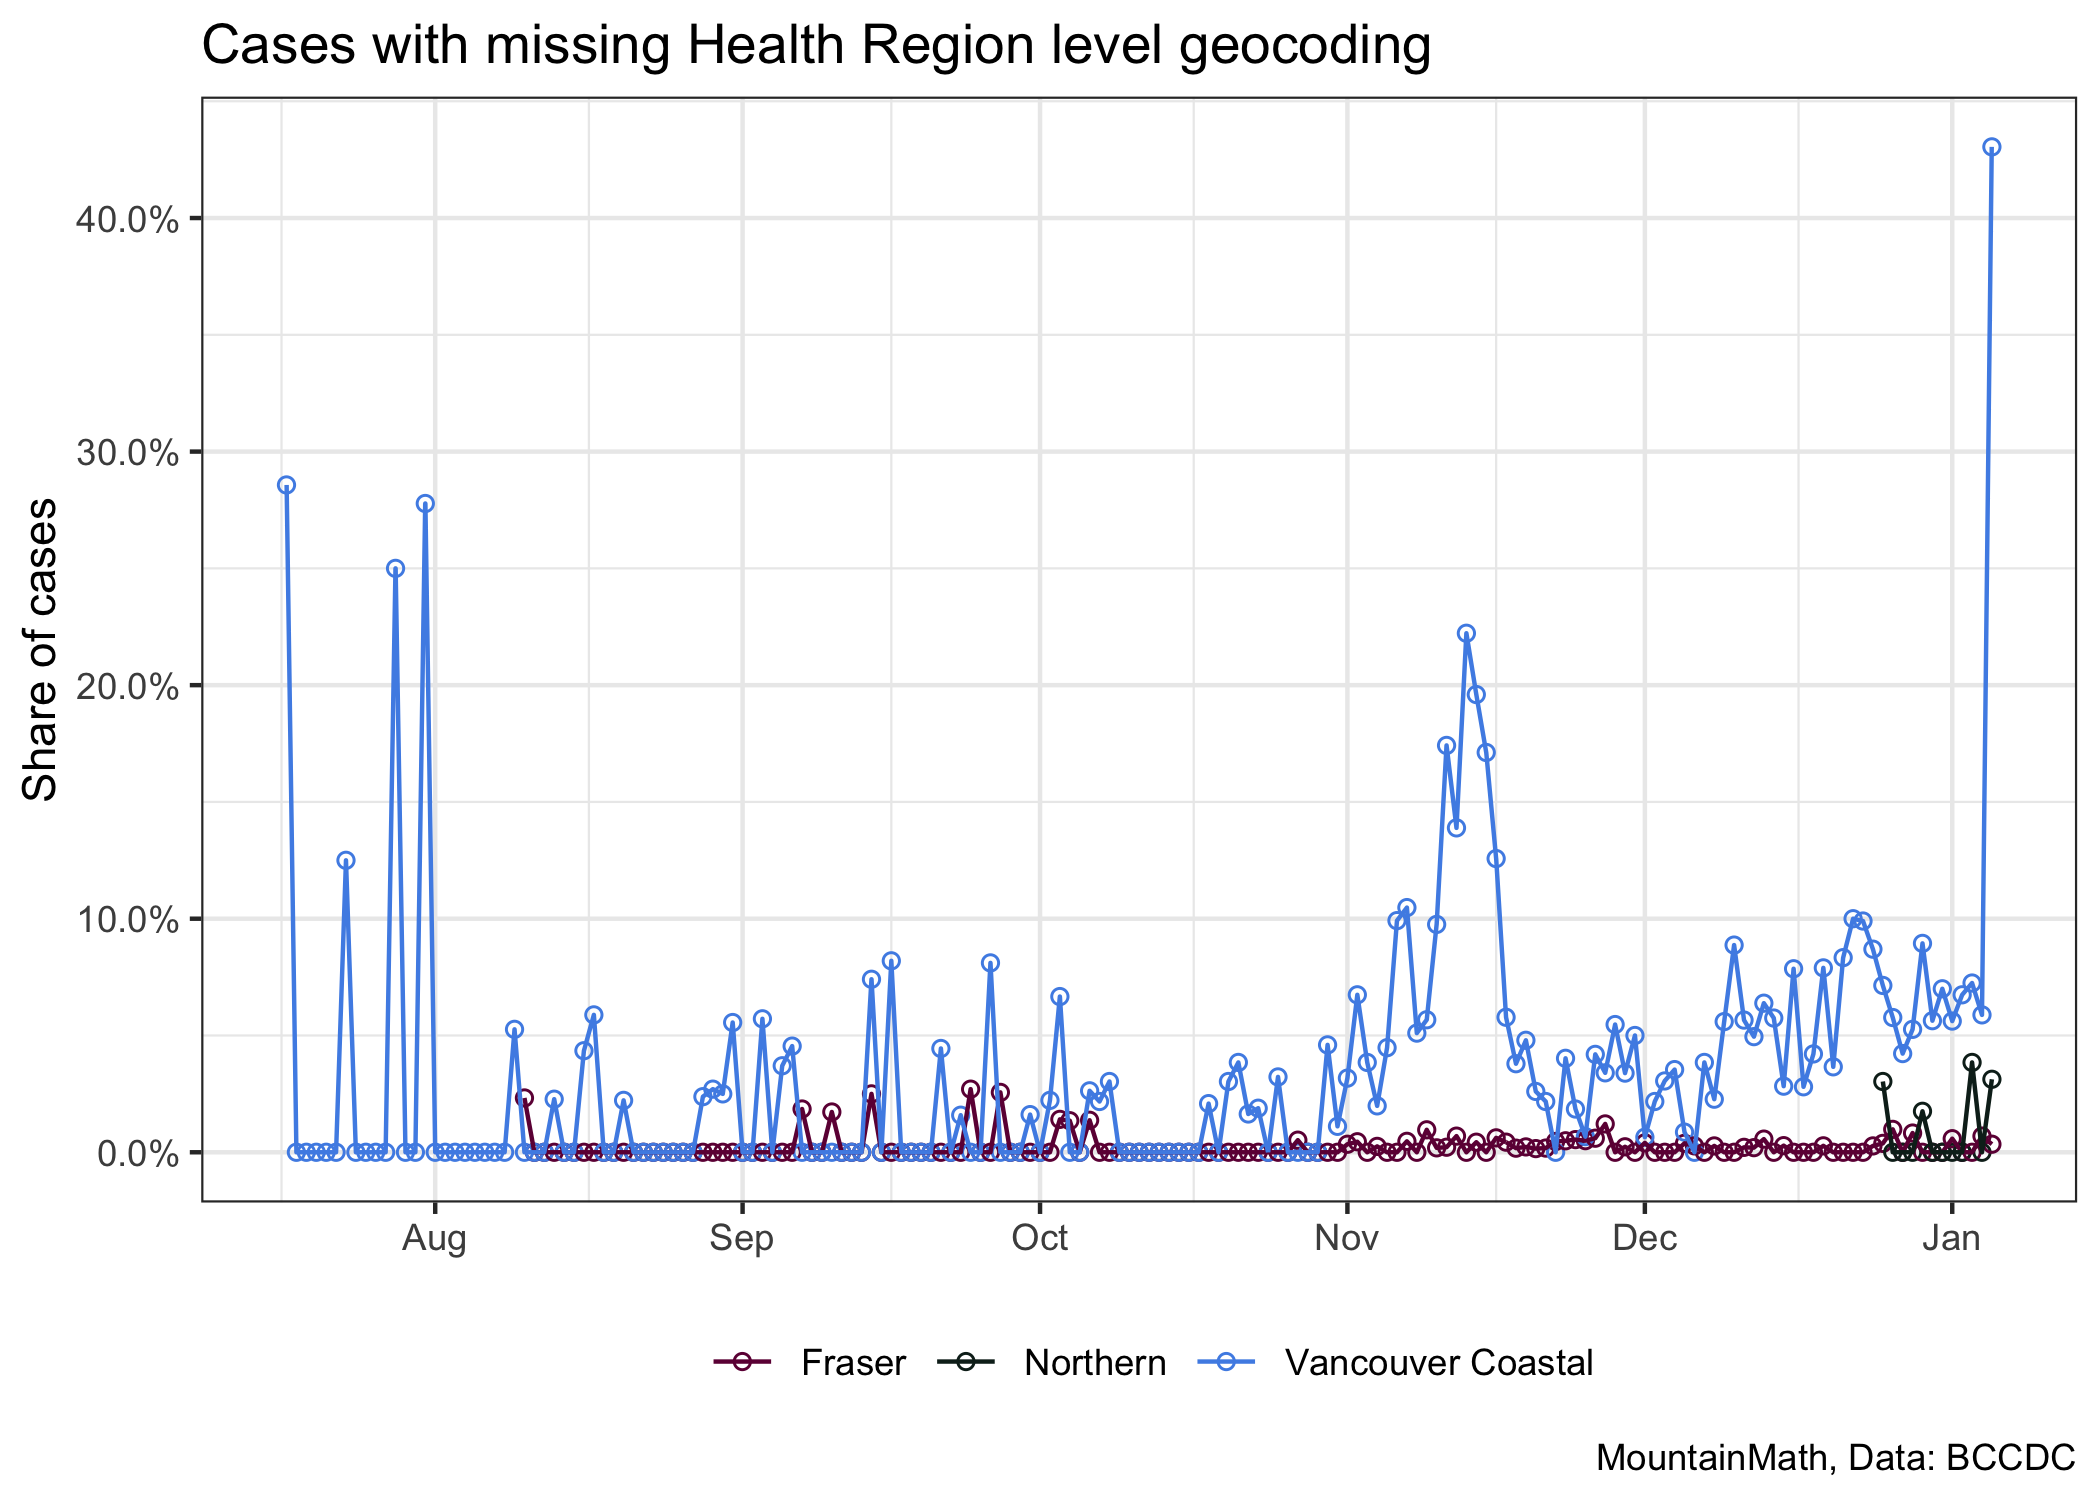 Cases with missing Health Region level geocoding
Share of cases
40.0%
30.0%
20.0%
10.0%
0.0%
Aug Sep Oct Nov Dec Jan
Fraser Northern Vancouver Coastal
MountainMath, Data: BCCDC